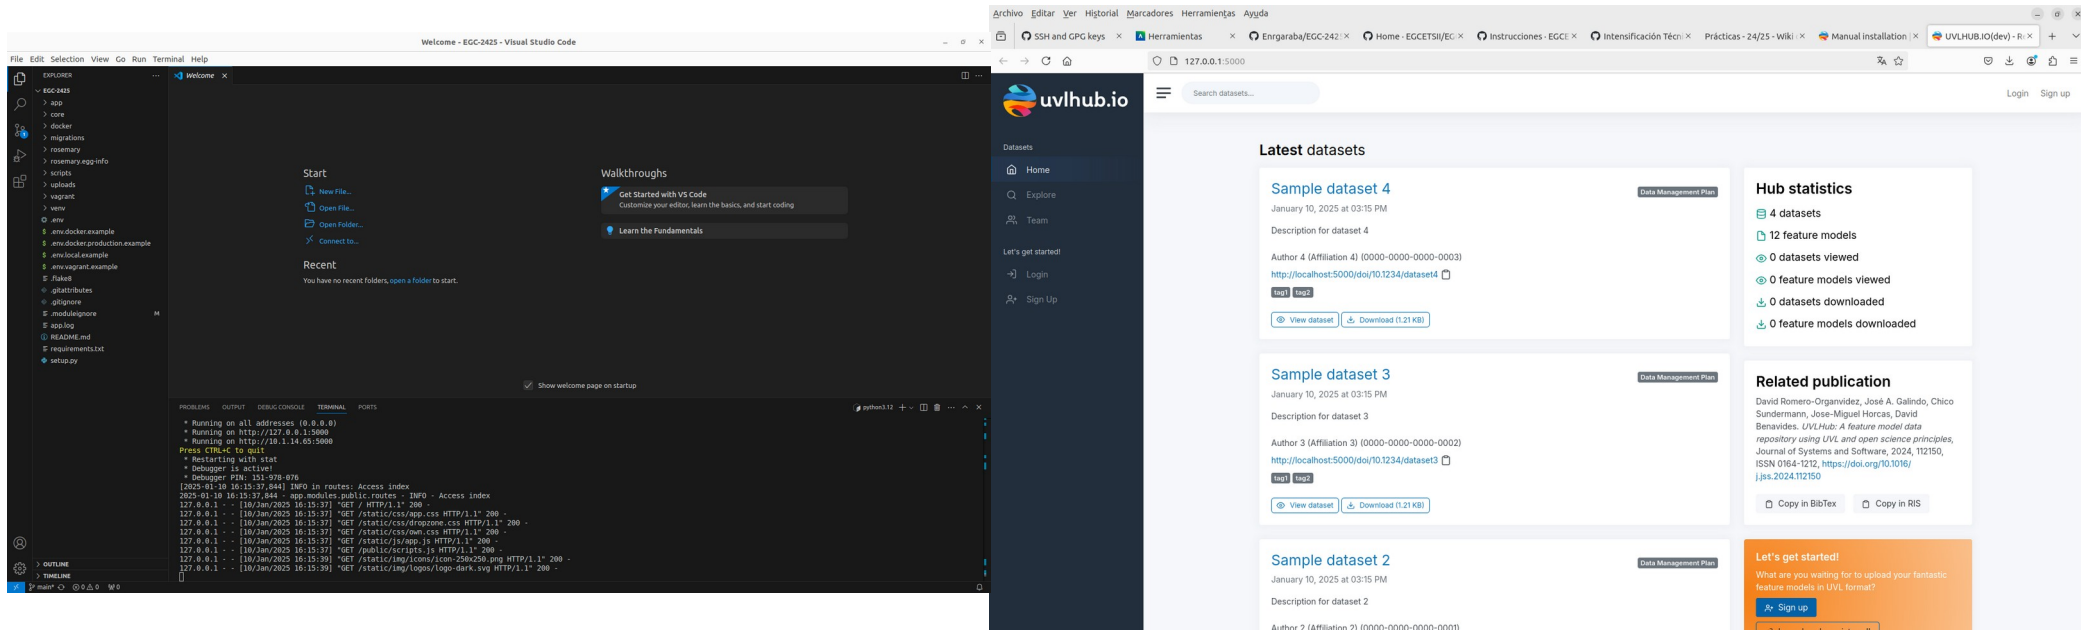 Welcome - EGC-2425 - Visual Studio Code
File Edit Selection View Go Run Terminal Help
EXPLORER
EGC-2425
app
core
docker
migrations
rosemary
rosemary.egg-info
scripts
uploads
vagrant
venv
.env
.env.docker.example
.env.docker.production.example
.env.local.example
.env.vagrant.example
.flake8
.gitattributes
.gitignore
.moduleignore M
app.log
README.md
requirements.txt
setup.py
OUTLINE
TIMELINE
Welcome
Start
New File...
Open File...
Open Folder...
Connect to...
Recent
You have no recent folders, open a folder to start.
Walkthroughs
Get Started with VS Code
Customize your editor, learn the basics, and start coding
Learn the Fundamentals
Show welcome page on startup
PROBLEMS OUTPUT DEBUG CONSOLE TERMINAL PORTS
python3.12
* Running on all addresses (0.0.0.0)
* Running on http://127.0.0.1:5000
* Running on http://10.1.14.65:5000
Press CTRL+C to quit
* Restarting with stat
* Debugger is active!
* Debugger PIN: 151-978-076
[2025-01-10 16:15:37,844] INFO in routes: Access index
2025-01-10 16:15:37,844 - app.modules.public.routes - INFO - Access index
127.0.0.1 - - [10/Jan/2025 16:15:37] "GET / HTTP/1.1" 200 -
127.0.0.1 - - [10/Jan/2025 16:15:37] "GET /static/css/app.css HTTP/1.1" 200 -
127.0.0.1 - - [10/Jan/2025 16:15:37] "GET /static/css/dropzone.css HTTP/1.1" 200 -
127.0.0.1 - - [10/Jan/2025 16:15:37] "GET /static/css/own.css HTTP/1.1" 200 -
127.0.0.1 - - [10/Jan/2025 16:15:37] "GET /static/js/app.js HTTP/1.1" 200 -
127.0.0.1 - - [10/Jan/2025 16:15:37] "GET /public/scripts.js HTTP/1.1" 200 -
127.0.0.1 - - [10/Jan/2025 16:15:39] "GET /static/img/icons/icon-250x250.png HTTP/1.1" 200 -
127.0.0.1 - - [10/Jan/2025 16:15:39] "GET /static/img/logos/logo-dark.svg HTTP/1.1" 200 -
main* 0 0 0
Archivo Editar Ver Historial Marcadores Herramientas Ayuda
SSH and GPG keys
Herramientas
Enrgaraba/EGC-242
Home · EGCETSII/EG
Instrucciones · EGCE
Intensificación Técni
Prácticas - 24/25 - Wiki
Manual installation |
UVLHUB.IO(dev) - Re
127.0.0.1:5000
uvlhub.io
Datasets
Home
Explore
Team
Let's get started!
Login
Sign Up
Search datasets...
Login Sign up
Latest datasets
Sample dataset 4
Data Management Plan
January 10, 2025 at 03:15 PM
Description for dataset 4
Author 4 (Affiliation 4) (0000-0000-0000-0003)
http://localhost:5000/doi/10.1234/dataset4
tag1 tag2
View dataset Download (1.21 KB)
Sample dataset 3
Data Management Plan
January 10, 2025 at 03:15 PM
Description for dataset 3
Author 3 (Affiliation 3) (0000-0000-0000-0002)
http://localhost:5000/doi/10.1234/dataset3
tag1 tag2
View dataset Download (1.21 KB)
Sample dataset 2
Data Management Plan
January 10, 2025 at 03:15 PM
Description for dataset 2
Author 2 (Affiliation 2) (0000-0000-0000-0001)
Hub statistics
4 datasets
12 feature models
0 datasets viewed
0 feature models viewed
0 datasets downloaded
0 feature models downloaded
Related publication
David Romero-Organvidez, José A. Galindo, Chico
Sundermann, Jose-Miguel Horcas, David
Benavides. UVLHub: A feature model data
repository using UVL and open science principles,
Journal of Systems and Software, 2024, 112150,
ISSN 0164-1212, https://doi.org/10.1016/
j.jss.2024.112150
Copy in BibTex Copy in RIS
Let's get started!
What are you waiting for to upload your fantastic
feature models in UVL format?
Sign up